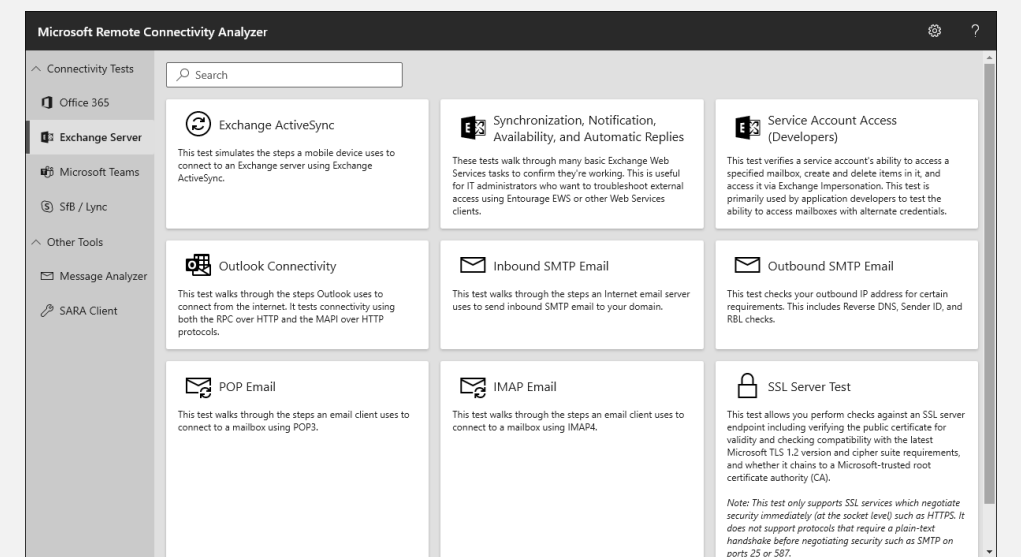 Microsoft Remote Connectivity Analyzer
?
Connectivity Tests
Office 365
Exchange Server
Microsoft Teams
SfB / Lync
Other Tools
Message Analyzer
SARA Client
Search
Exchange ActiveSync
This test simulates the steps a mobile device uses to
connect to an Exchange server using Exchange
ActiveSync.
Synchronization, Notification,
Availability, and Automatic Replies
These tests walk through many basic Exchange Web
Services tasks to confirm they're working. This is useful
for IT administrators who want to troubleshoot external
access using Entourage EWS or other Web Services
clients.
Service Account Access
(Developers)
This test verifies a service account's ability to access a
specified mailbox, create and delete items in it, and
access it via Exchange Impersonation. This test is
primarily used by application developers to test the
ability to access mailboxes with alternate credentials.
Outlook Connectivity
This test walks through the steps Outlook uses to
connect from the internet. It tests connectivity using
both the RPC over HTTP and the MAPI over HTTP
protocols.
Inbound SMTP Email
This test walks through the steps an Internet email server
uses to send inbound SMTP email to your domain.
Outbound SMTP Email
This test checks your outbound IP address for certain
requirements. This includes Reverse DNS, Sender ID, and
RBL checks.
POP Email
This test walks through the steps an email client uses to
connect to a mailbox using POP3.
IMAP Email
This test walks through the steps an email client uses to
connect to a mailbox using IMAP4.
SSL Server Test
This test allows you perform checks against an SSL server
endpoint including verifying the public certificate for
validity and checking compatibility with the latest
Microsoft TLS 1.2 version and cipher suite requirements,
and whether it chains to a Microsoft-trusted root
certificate authority (CA).
Note: This test only supports SSL services which negotiate
security immediately (at the socket level) such as HTTPS. It
does not support protocols that require a plain-text
handshake before negotiating security such as SMTP on
ports 25 or 587.